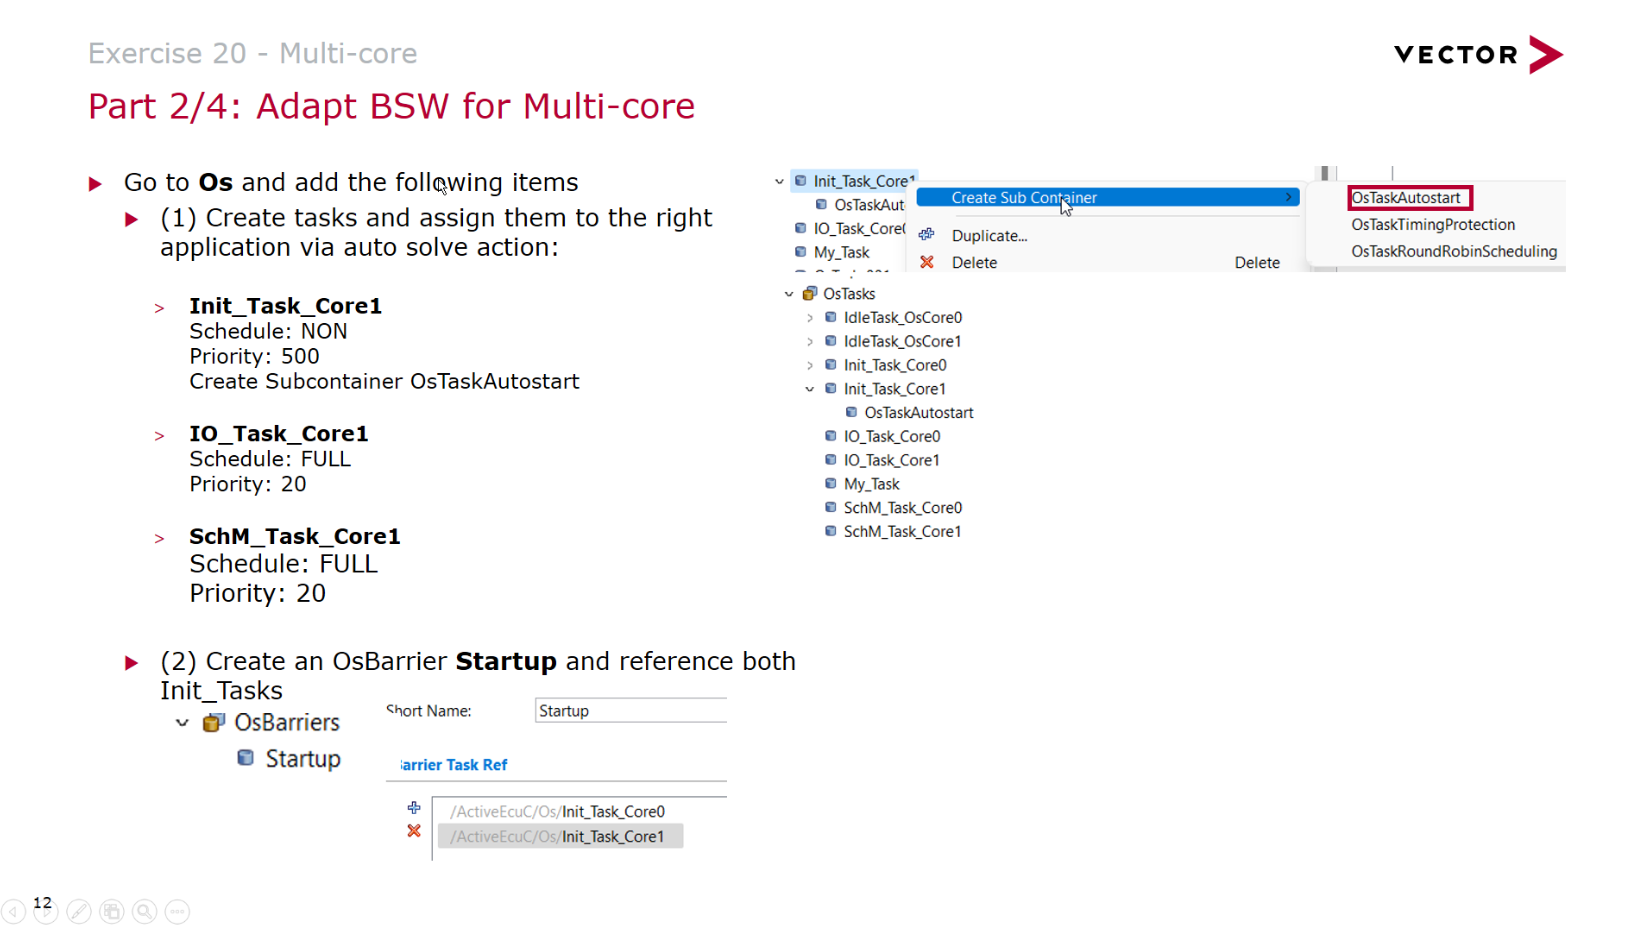 Exercise 20 - Multi-core
VECTOR
Part 2/4: Adapt BSW for Multi-core
Go to Os and add the following items
(1) Create tasks and assign them to the right
application via auto solve action:
> Init_Task_Core1
Schedule: NON
Priority: 500
Create Subcontainer OsTaskAutostart
> IO_Task_Core1
Schedule: FULL
Priority: 20
> SchM_Task_Core1
Schedule: FULL
Priority: 20
(2) Create an OsBarrier Startup and reference both
Init_Tasks
OsBarriers
Startup
Short Name: Startup
arrier Task Ref
/ActiveEcuC/Os/Init_Task_Core0
/ActiveEcuC/Os/Init_Task_Core1
Init_Task_Core1
OsTaskAut
IO_Task_Core
My_Task
Create Sub Container
Duplicate...
Delete Delete
OsTaskAutostart
OsTaskTimingProtection
OsTaskRoundRobinScheduling
OsTasks
IdleTask_OsCore0
IdleTask_OsCore1
Init_Task_Core0
Init_Task_Core1
OsTaskAutostart
IO_Task_Core0
IO_Task_Core1
My_Task
SchM_Task_Core0
SchM_Task_Core1
12